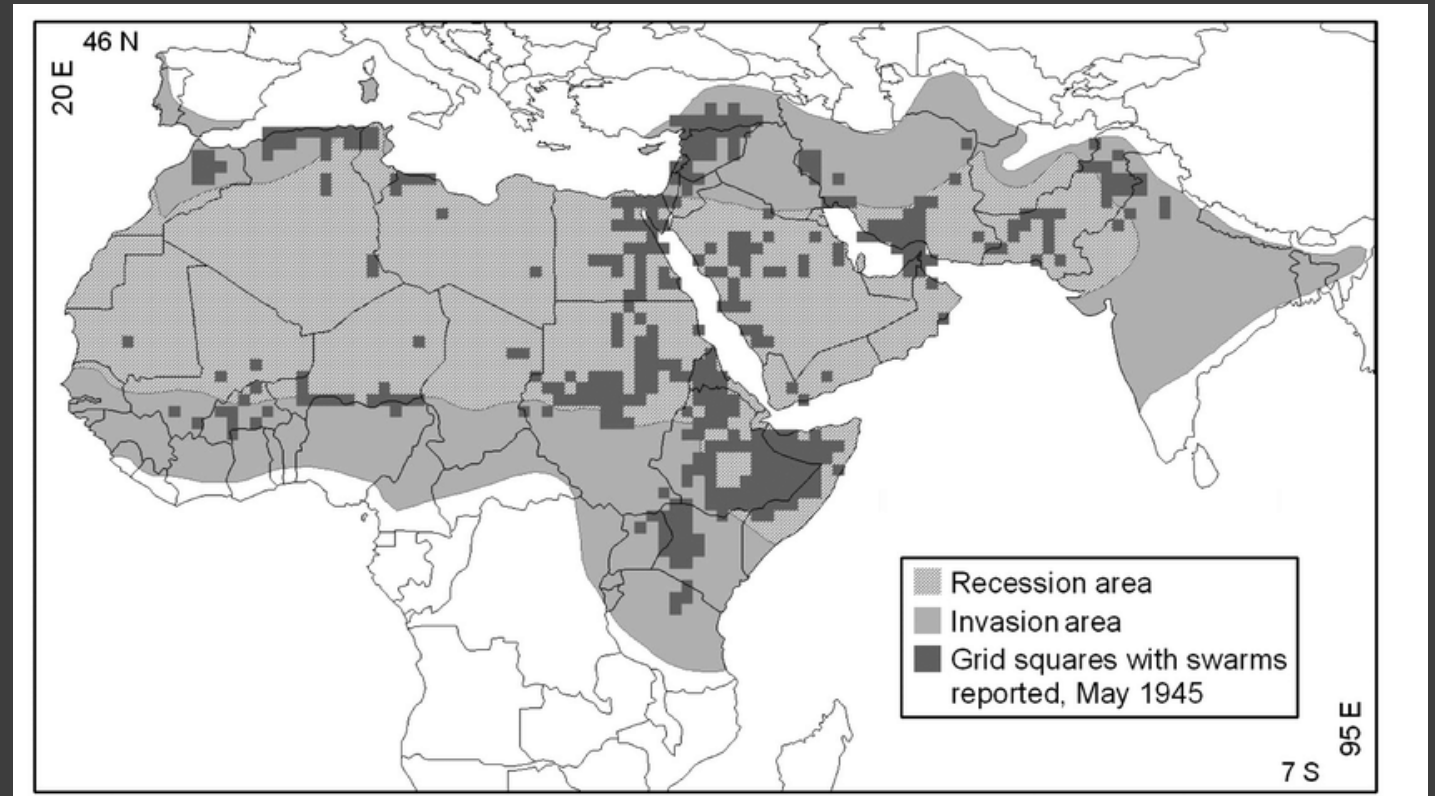 46 N
20 E
Recession area
Invasion area
Grid squares with swarms
reported, May 1945
95 E
7 S